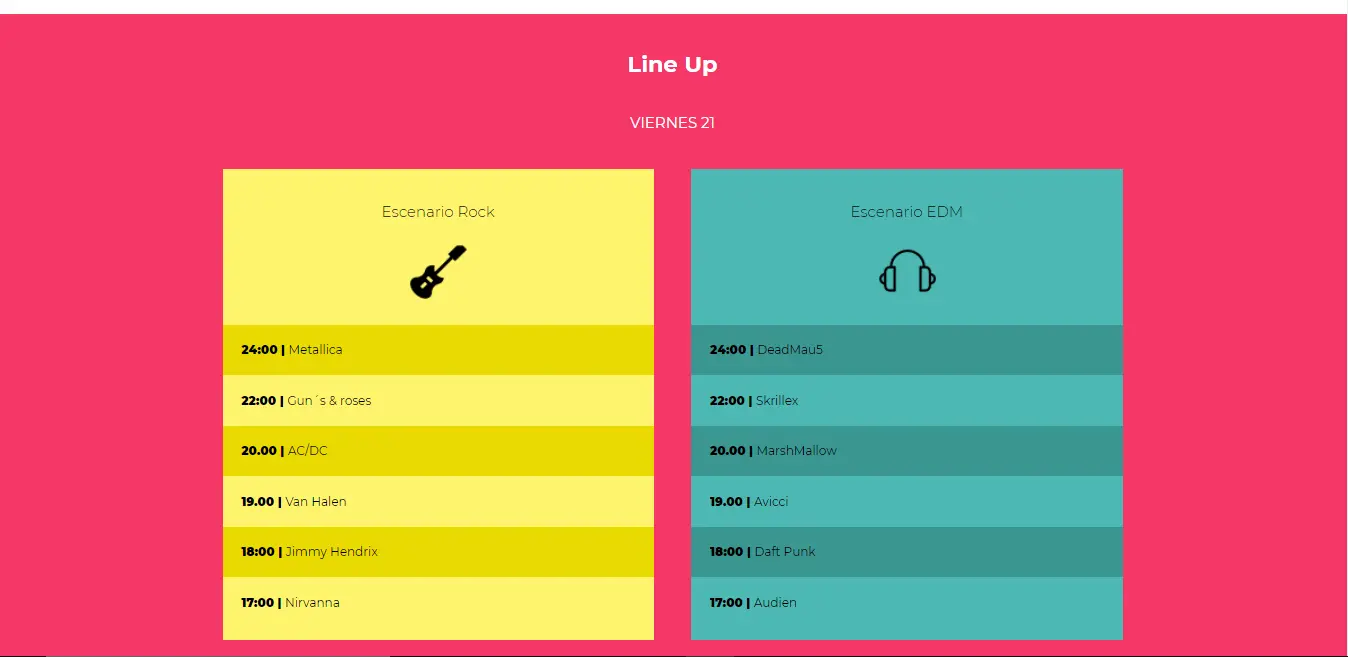 Line Up
VIERNES 21
Escenario Rock
24:00 | Metallica
22:00 | Gun´s & roses
20.00 | AC/DC
19.00 | Van Halen
18:00 | Jimmy Hendrix
17:00 | Nirvanna
Escenario EDM
24:00 | DeadMau5
22:00 | Skrillex
20.00 | MarshMallow
19.00 | Avicci
18:00 | Daft Punk
17:00 | Audien